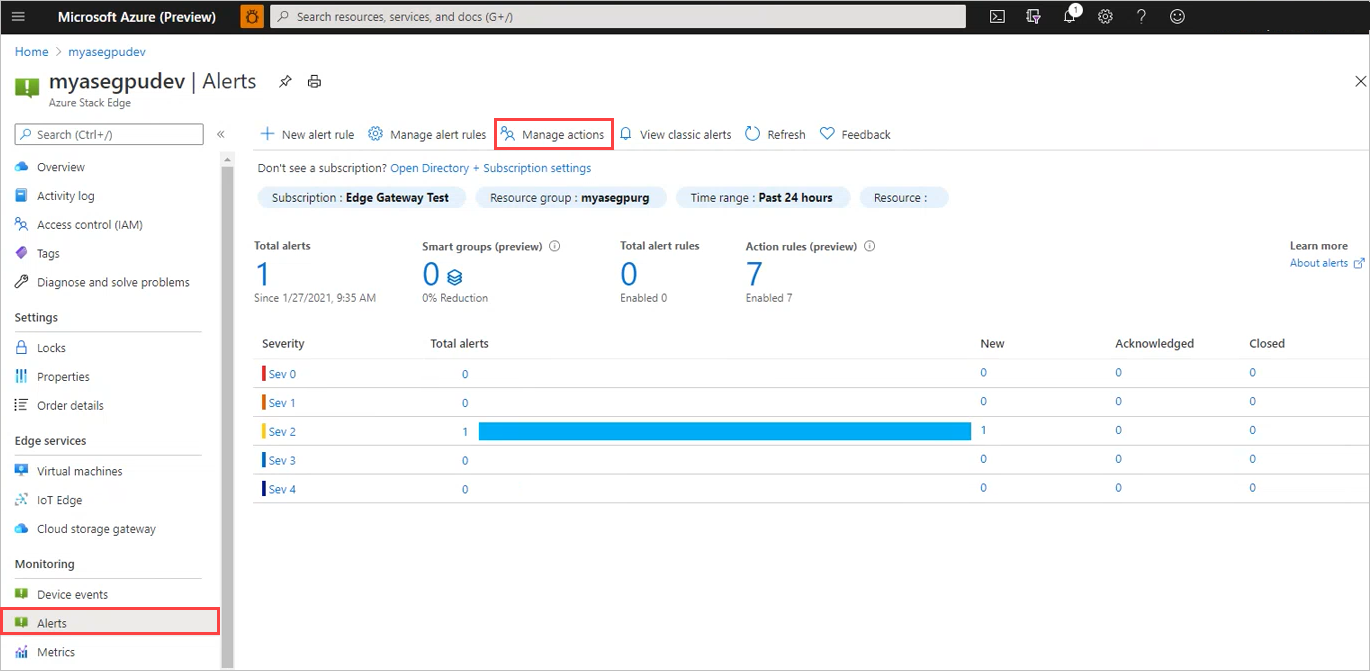 Microsoft Azure (Preview)
Search resources, services, and docs (G+/)
1
Home > myasegpudev
myasegpudev | Alerts
Azure Stack Edge
Search (Ctrl+/)
«
Overview
Activity log
Access control (IAM)
Tags
Diagnose and solve problems
Settings
Locks
Properties
Order details
Edge services
Virtual machines
IoT Edge
Cloud storage gateway
Monitoring
Device events
Alerts
Metrics
New alert rule Manage alert rules Manage actions View classic alerts Refresh Feedback
Don't see a subscription? Open Directory + Subscription settings
Subscription : Edge Gateway Test Resource group : myasegpurg Time range : Past 24 hours Resource :
Total alerts Smart groups (preview) Total alert rules Action rules (preview)
1 0 0 7
Since 1/27/2021, 9:35 AM 0% Reduction Enabled 0 Enabled 7
Learn more
About alerts
Severity Total alerts New Acknowledged Closed
Sev 0 0 0 0 0
Sev 1 0 0 0 0
Sev 2 1 1 0 0
Sev 3 0 0 0 0
Sev 4 0 0 0 0